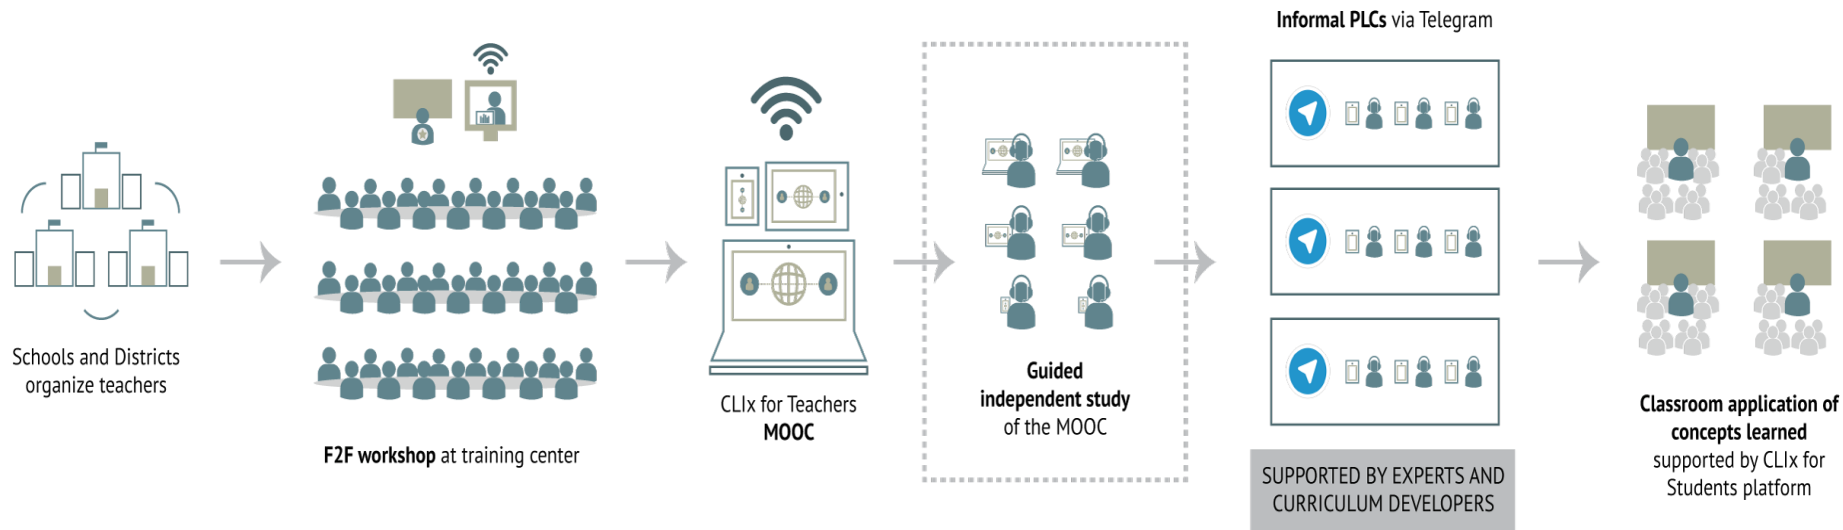 Schools and Districts
organize teachers
F2F workshop at training center
CLIx for Teachers
MOOC
Guided
independent study
of the MOOC
Informal PLCs via Telegram
SUPPORTED BY EXPERTS AND
CURRICULUM DEVELOPERS
Classroom application of
concepts learned
supported by CLIx for
Students platform